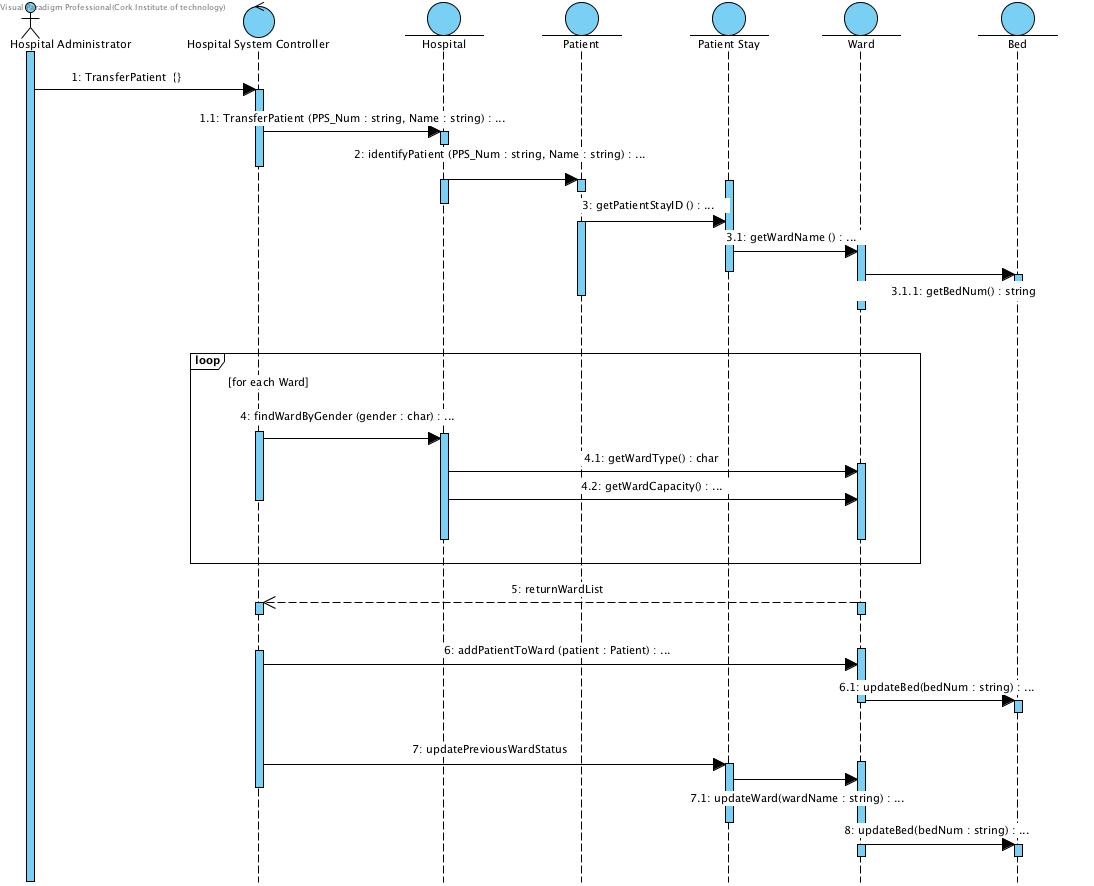 Visual Paradigm Professional(Cork Institute of technology)
Hospital Administrator
Hospital System Controller
Hospital
Patient
Patient Stay
Ward
Bed
1: TransferPatient ()
1.1: TransferPatient (PPS_Num : string, Name : string) : ...
2: identifyPatient (PPS_Num : string, Name : string) : ...
3: getPatientStayID () : ...
3.1: getWardName () : ...
3.1.1: getBedNum() : string
loop
[for each Ward]
4: findWardByGender (gender : char) : ...
4.1: getWardType() : char
4.2: getWardCapacity() : ...
5: returnWardList
6: addPatientToWard (patient : Patient) : ...
6.1: updateBed(bedNum : string) : ...
7: updatePreviousWardStatus
7.1: updateWard(wardName : string) : ...
8: updateBed(bedNum : string) : ...